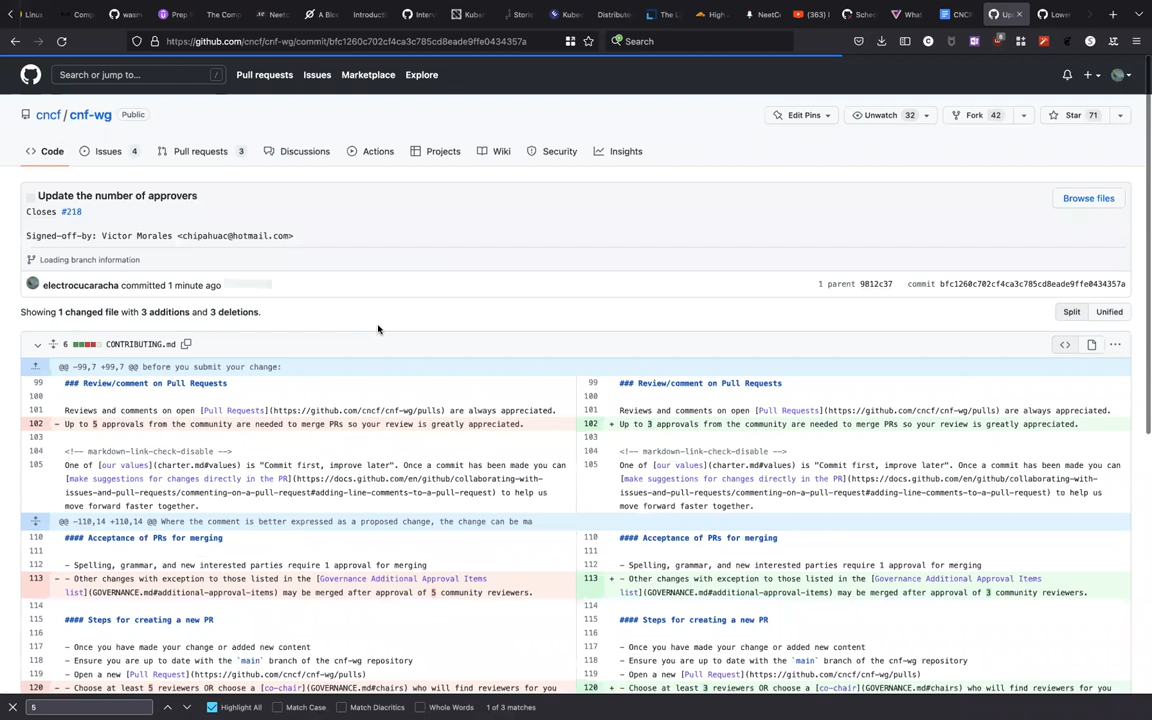 Linus
Comp
wasm
Prep
The Comp
Neetc
A Bloc
Introducti
Interv
Kuber
Storic
Kube
Distribute
The L
High
NeetCo
(363)
Sche
What
CNCF
Up
Lower
https://github.com/cncf/cnf-wg/commit/bfc1260c702cf4ca3c785cd8eade9ffe0434357a
Search
Search or jump to...
/
Pull requests
Issues
Marketplace
Explore
cncf / cnf-wg
Public
Edit Pins
Unwatch 32
Fork 42
Star 71
<> Code
Issues 4
Pull requests 3
Discussions
Actions
Projects
Wiki
Security
Insights
Update the number of approvers
Browse files
Closes #218
Signed-off-by: Victor Morales <chipahuac@hotmail.com>
Loading branch information
electrocucaracha committed 1 minute ago
1 parent 9812c37 commit bfc1260c702cf4ca3c785cd8eade9ffe0434357a
Showing 1 changed file with 3 additions and 3 deletions.
Split
Unified
6 CONTRIBUTING.md
@@ -99,7 +99,7 @@ before you submit your change:
99 ### Review/comment on Pull Requests
100
101 Reviews and comments on open [Pull Requests](https://github.com/cncf/cnf-wg/pulls) are always appreciated.
102 - Up to 5 approvals from the community are needed to merge PRs so your review is greatly appreciated.
103
104 <!-- markdown-link-check-disable -->
105 One of [our values](charter.md#values) is "Commit first, improve later". Once a commit has been made you can
[make suggestions for changes directly in the PR](https://docs.github.com/en/github/collaborating-with-
issues-and-pull-requests/commenting-on-a-pull-request#adding-line-comments-to-a-pull-request) to help us
move forward faster together.
99 ### Review/comment on Pull Requests
100
101 Reviews and comments on open [Pull Requests](https://github.com/cncf/cnf-wg/pulls) are always appreciated.
102 + Up to 3 approvals from the community are needed to merge PRs so your review is greatly appreciated.
103
104 <!-- markdown-link-check-disable -->
105 One of [our values](charter.md#values) is "Commit first, improve later". Once a commit has been made you can
[make suggestions for changes directly in the PR](https://docs.github.com/en/github/collaborating-with-
issues-and-pull-requests/commenting-on-a-pull-request#adding-line-comments-to-a-pull-request) to help us
move forward faster together.
@@ -110,14 +110,14 @@ Where the comment is better expressed as a proposed change, the change can be ma
110 #### Acceptance of PRs for merging
111
112 - Spelling, grammar, and new interested parties require 1 approval for merging
113 - - Other changes with exception to those listed in the [Governance Additional Approval Items
list](GOVERNANCE.md#additional-approval-items) may be merged after approval of 5 community reviewers.
114
115 #### Steps for creating a new PR
116
117 - Once you have made your change or added new content
118 - Ensure you are up to date with the `main` branch of the cnf-wg repository
119 - Open a new [Pull Request](https://github.com/cncf/cnf-wg/pulls)
120 - - Choose at least 5 reviewers OR choose a [co-chair](GOVERNANCE.md#chairs) who will find reviewers for you
110 #### Acceptance of PRs for merging
111
112 - Spelling, grammar, and new interested parties require 1 approval for merging
113 + - Other changes with exception to those listed in the [Governance Additional Approval Items
list](GOVERNANCE.md#additional-approval-items) may be merged after approval of 3 community reviewers.
114
115 #### Steps for creating a new PR
116
117 - Once you have made your change or added new content
118 - Ensure you are up to date with the `main` branch of the cnf-wg repository
119 - Open a new [Pull Request](https://github.com/cncf/cnf-wg/pulls)
120 + - Choose at least 3 reviewers OR choose a [co-chair](GOVERNANCE.md#chairs) who will find reviewers for you
5
Highlight All
Match Case
Match Diacritics
Whole Words
1 of 3 matches